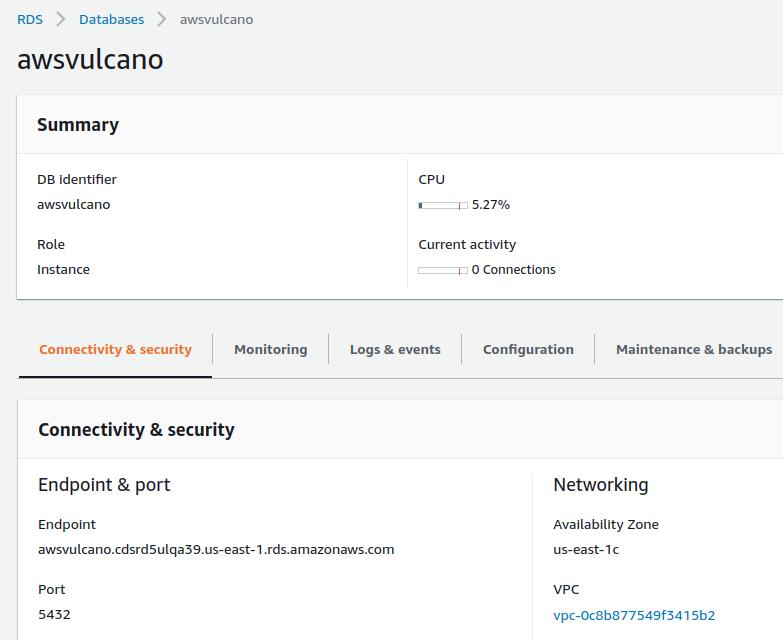 RDS > Databases > awsvulcano
awsvulcano
Summary
DB identifier
awsvulcano
CPU
5.27%
Role
Instance
Current activity
0 Connections
Connectivity & security
Monitoring
Logs & events
Configuration
Maintenance & backups
Connectivity & security
Endpoint & port
Endpoint
awsvulcano.cdsrd5ulqa39.us-east-1.rds.amazonaws.com
Port
5432
Networking
Availability Zone
us-east-1c
VPC
vpc-0c8b877549f3415b2